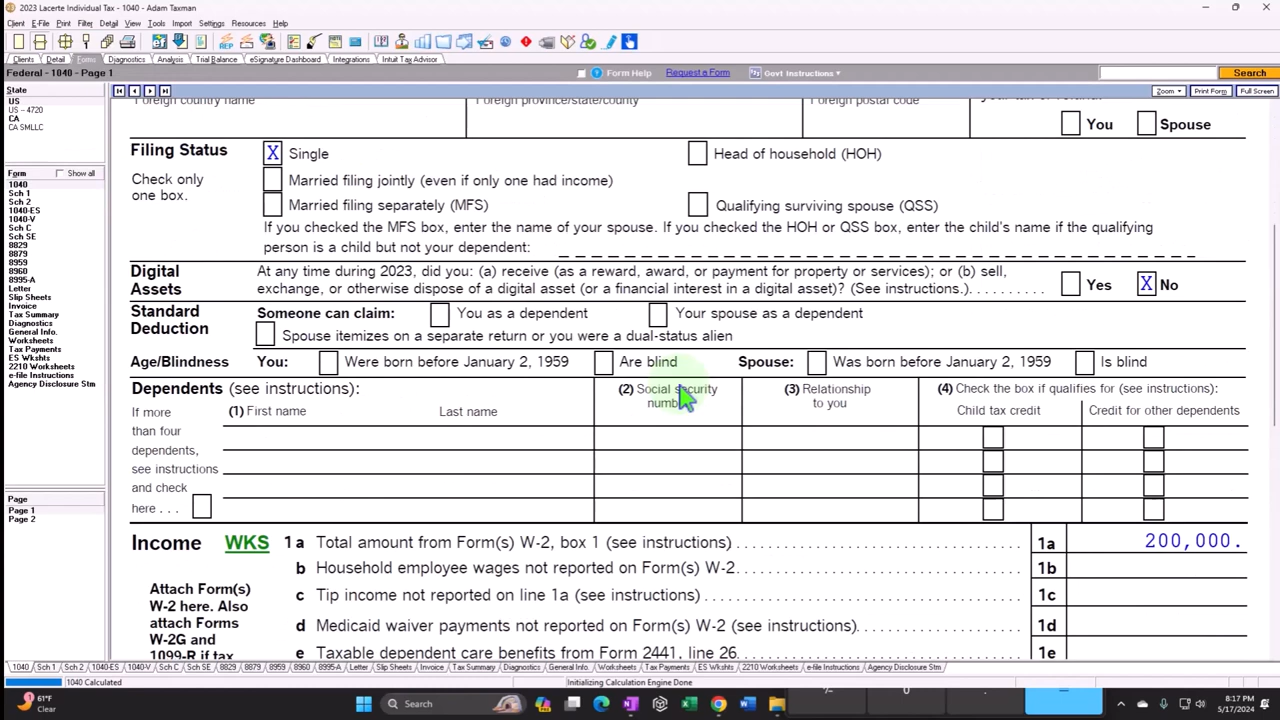 2023 Lacerte Individual Tax - 1040 - Adam Taxman
Client E-File Print Filter Detail View Tools Import Settings Resources Help
Clients Detail Forms Diagnostics Analysis Trial Balance eSignature Dashboard Integrations Intuit Tax Advisor
Federal - 1040 - Page 1
Form Help Request a Form Govt Instructions
Search
Zoom Print Form Full Screen
State
US
US - 4720
CA
CA SMLLC
Form Show all
1040
Sch 1
Sch 2
1040-ES
1040-V
Sch C
Sch SE
8829
8879
8959
8960
8995-A
Letter
Slip Sheets
Invoice
Tax Summary
Diagnostics
General Info.
Worksheets
Tax Payments
ES Wkshts
2210 Worksheets
e-file Instructions
Agency Disclosure Stm
Page
Page 1
Page 2
Foreign country name Foreign province/state/county Foreign postal code
You Spouse
Filing Status X Single Head of household (HOH)
Check only Married filing jointly (even if only one had income)
one box. Married filing separately (MFS) Qualifying surviving spouse (QSS)
If you checked the MFS box, enter the name of your spouse. If you checked the HOH or QSS box, enter the child's name if the qualifying
person is a child but not your dependent:
Digital At any time during 2023, did you: (a) receive (as a reward, award, or payment for property or services); or (b) sell,
Assets exchange, or otherwise dispose of a digital asset (or a financial interest in a digital asset)? (See instructions.) Yes X No
Standard Someone can claim: You as a dependent Your spouse as a dependent
Deduction Spouse itemizes on a separate return or you were a dual-status alien
Age/Blindness You: Were born before January 2, 1959 Are blind Spouse: Was born before January 2, 1959 Is blind
Dependents (see instructions): (2) Social security (3) Relationship (4) Check the box if qualifies for (see instructions):
If more (1) First name Last name to you Child tax credit Credit for other dependents
than four
dependents,
see instructions
and check
here . . .
Income WKS 1 a Total amount from Form(s) W-2, box 1 (see instructions) 1a 200,000.
Attach Form(s) b Household employee wages not reported on Form(s) W-2 1b
W-2 here. Also c Tip income not reported on line 1a (see instructions) 1c
attach Forms d Medicaid waiver payments not reported on Form(s) W-2 (see instructions) 1d
W-2G and
1099-R if tax e Taxable dependent care benefits from Form 2441, line 26 1e
1040 Sch 1 Sch 2 1040-ES 1040-V Sch C Sch SE 8829 8879 8959 8960 8995-A Letter Slip Sheets Invoice Tax Summary Diagnostics General Info. Worksheets Tax Payments ES Wkshts 2210 Worksheets e-file Instructions Agency Disclosure Stm
1040 Calculated Initializing Calculation Engine Done
61°F
Clear
Search
8:17 PM
5/17/2024